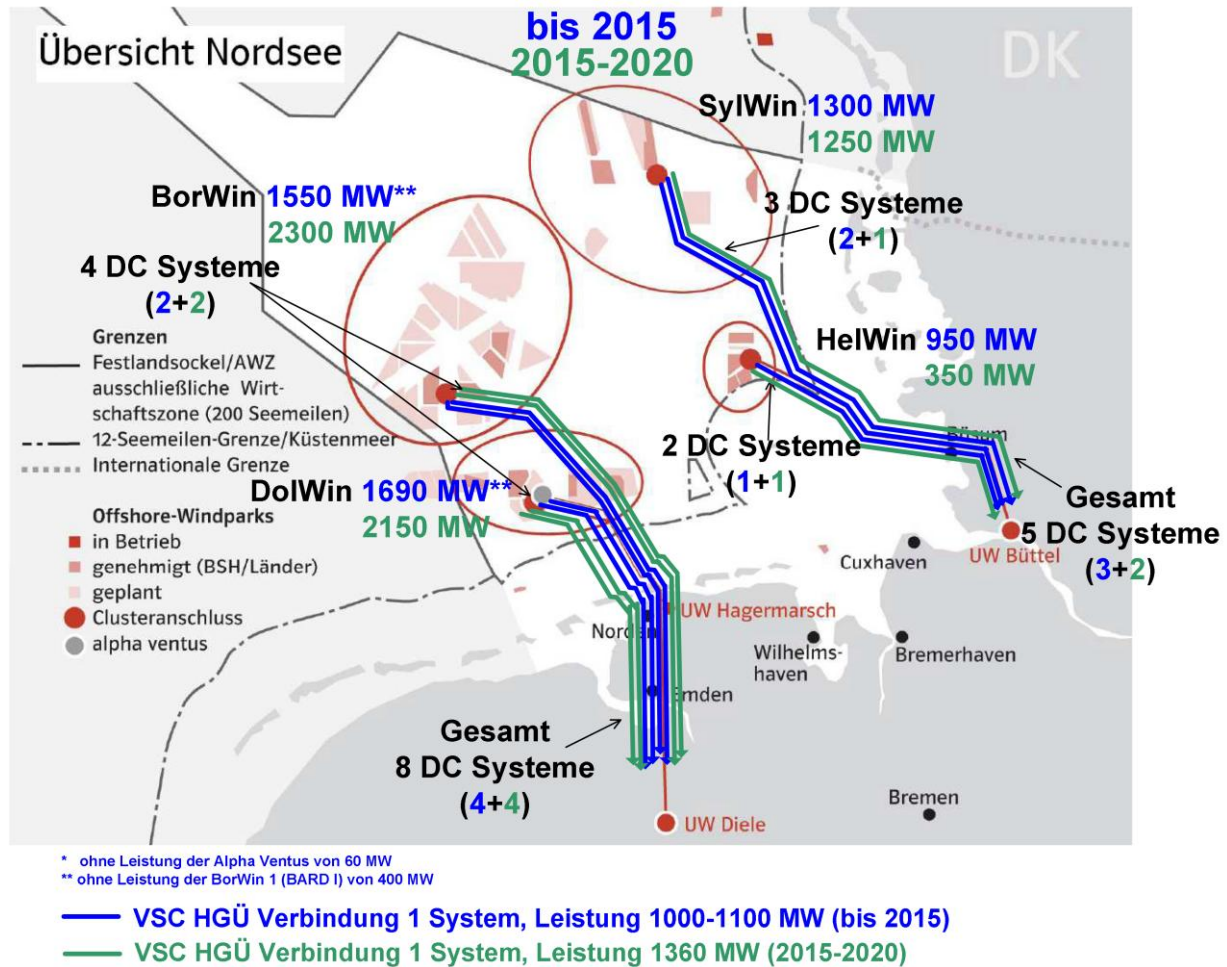 Übersicht Nordsee
bis 2015
2015-2020
DK
SylWin 1300 MW
1250 MW
BorWin 1550 MW**
2300 MW
3 DC Systeme
(2+1)
4 DC Systeme
(2+2)
HelWin 950 MW
350 MW
Grenzen
Festlandsockel/AWZ
ausschließliche Wirt-
schaftszone (200 Seemeilen)
12-Seemeilen-Grenze/Küstenmeer
Internationale Grenze
2 DC Systeme
(1+1)
Büsum
DolWin 1690 MW**
2150 MW
Gesamt
5 DC Systeme
(3+2)
Offshore-Windparks
in Betrieb
genehmigt (BSH/Länder)
geplant
Clusteranschluss
alpha ventus
UW Büttel
Cuxhaven
UW Hagermarsch
Norden
Wilhelms-
haven
Bremerhaven
Emden
Gesamt
8 DC Systeme
(4+4)
Bremen
UW Diele
* ohne Leistung der Alpha Ventus von 60 MW
** ohne Leistung der BorWin 1 (BARD I) von 400 MW
VSC HGÜ Verbindung 1 System, Leistung 1000-1100 MW (bis 2015)
VSC HGÜ Verbindung 1 System, Leistung 1360 MW (2015-2020)